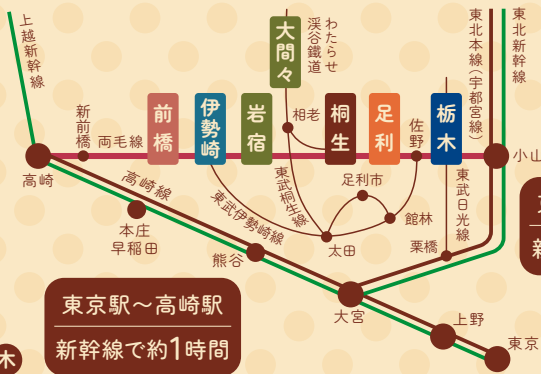 上越新幹線
大間々
わたらせ
渓谷鐵道
東北本線(宇都宮線)
東北新幹線
新前橋
両毛線
前橋
伊勢崎
岩宿
相老
桐生
足利
佐野
栃木
小山
高崎
高崎線
東武伊勢崎線
東武桐生線
足利市
館林
太田
東武日光線
栗橋
本庄
早稲田
熊谷
大宮
上野
東京
東京駅～高崎駅
新幹線で約1時間
木
新